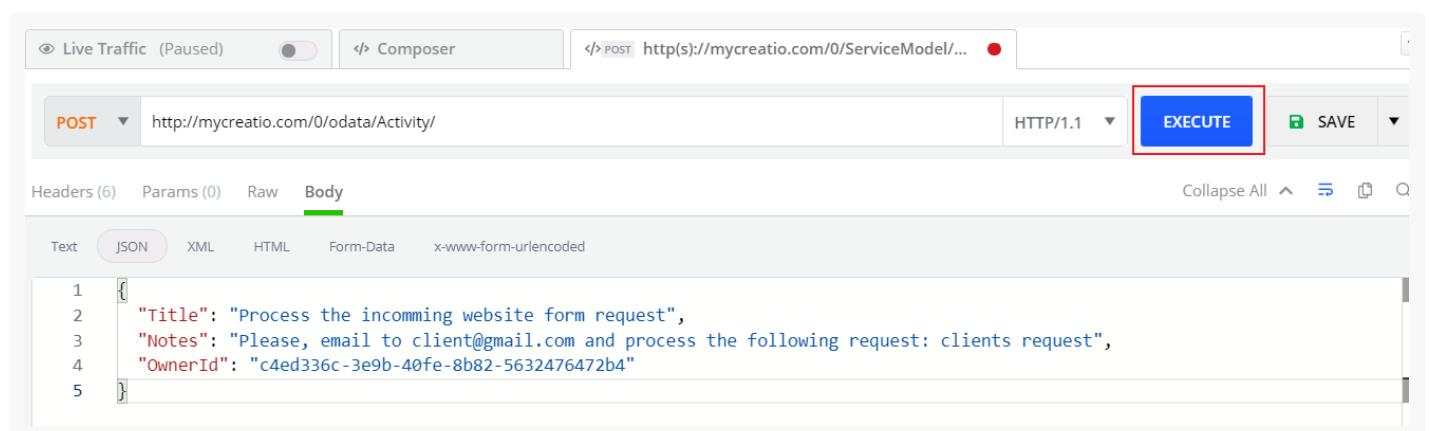 Live Traffic (Paused) </> Composer </> POST http(s)://mycreatio.com/0/ServiceModel/...
POST http://mycreatio.com/0/odata/Activity/ HTTP/1.1 EXECUTE SAVE
Headers (6) Params (0) Raw Body Collapse All
Text JSON XML HTML Form-Data x-www-form-urlencoded
1 {
2 "Title": "Process the incomming website form request",
3 "Notes": "Please, email to client@gmail.com and process the following request: clients request",
4 "OwnerId": "c4ed336c-3e9b-40fe-8b82-5632476472b4"
5 }